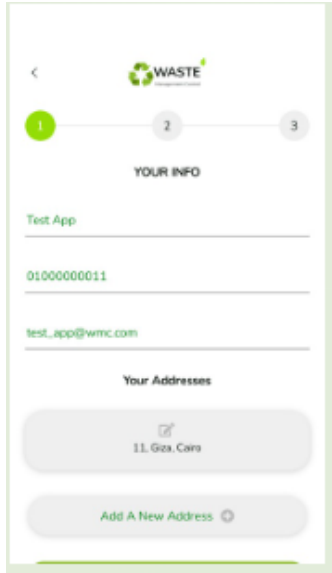 WASTE
1 2 3
YOUR INFO
Test App
01000000011
test_app@wmc.com
Your Addresses
11, Giza, Cairo
Add A New Address